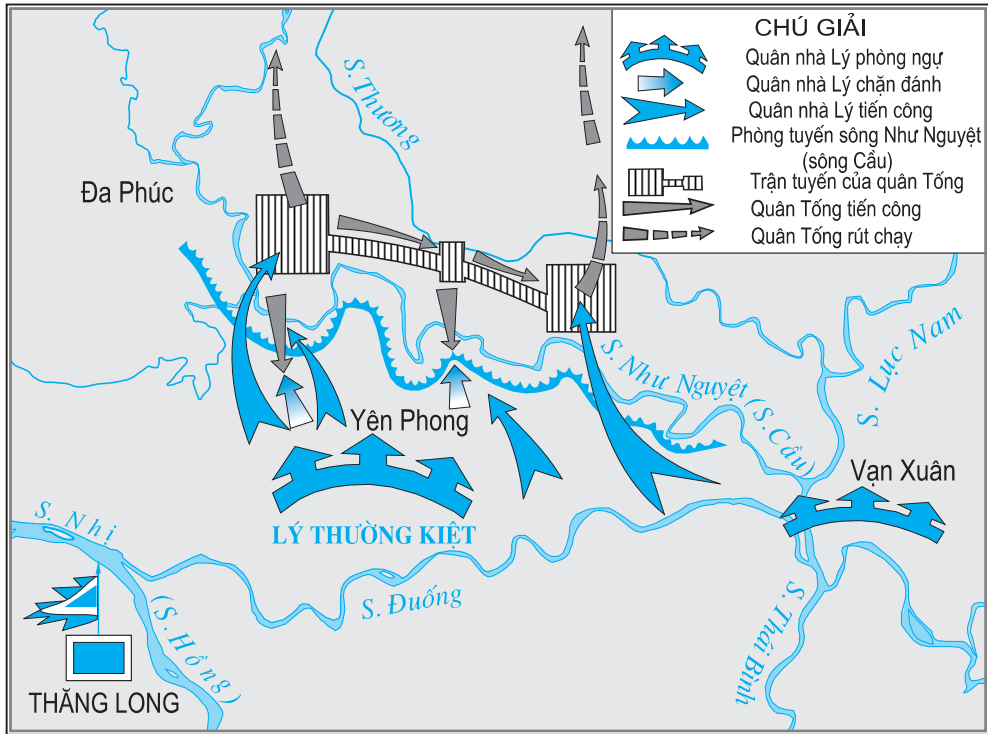 CHÚ GIẢI
Quân nhà Lý phòng ngự
Quân nhà Lý chặn đánh
Quân nhà Lý tiến công
Phòng tuyến sông Như Nguyệt
(sông Cầu)
Trận tuyến của quân Tống
Quân Tống tiến công
Quân Tống rút chạy
S. Thương
Đa Phúc
S. Lục Nam
S. Như Nguyệt (S. Cầu)
Yên Phong
Vạn Xuân
LÝ THƯỜNG KIỆT
S. Nhị
(S. Hồng)
S. Đuống
S. Thái Bình
THĂNG LONG